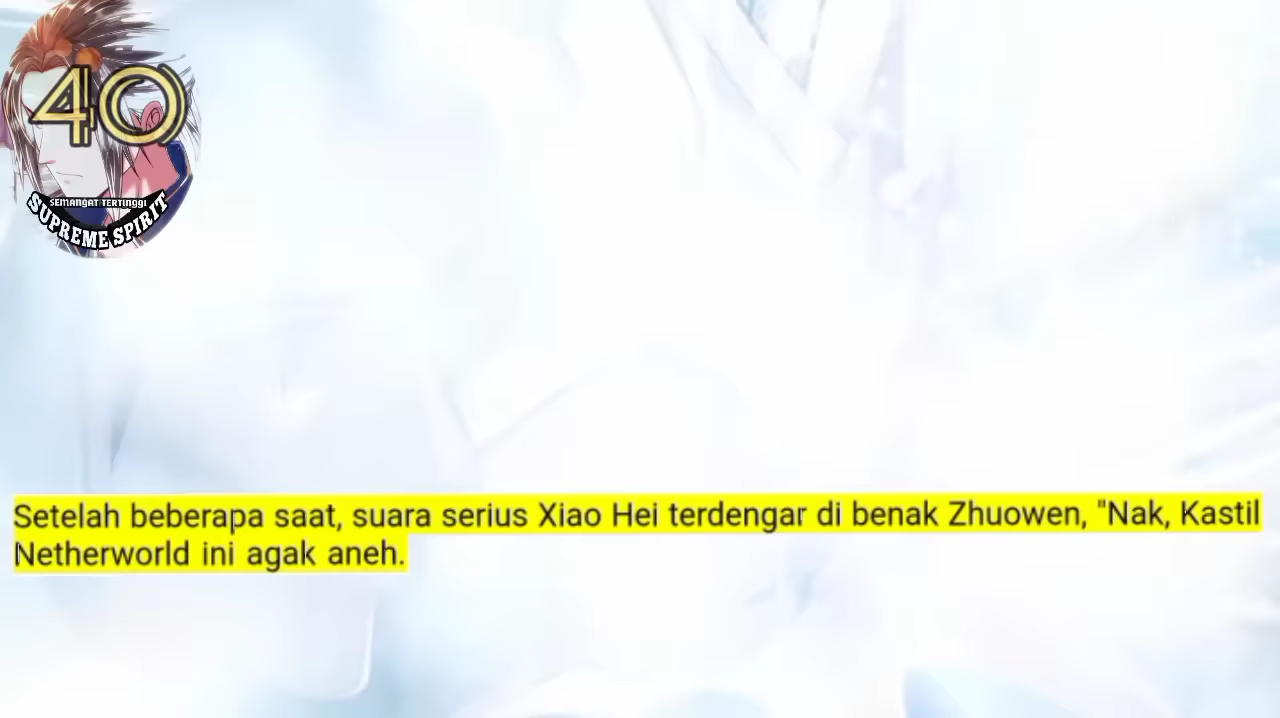 40
SEMANGAT TERTINGGI
SUPREME SPIRIT
Setelah beberapa saat, suara serius Xiao Hei terdengar di benak Zhuowen, "Nak, Kastil
Netherworld ini agak aneh.